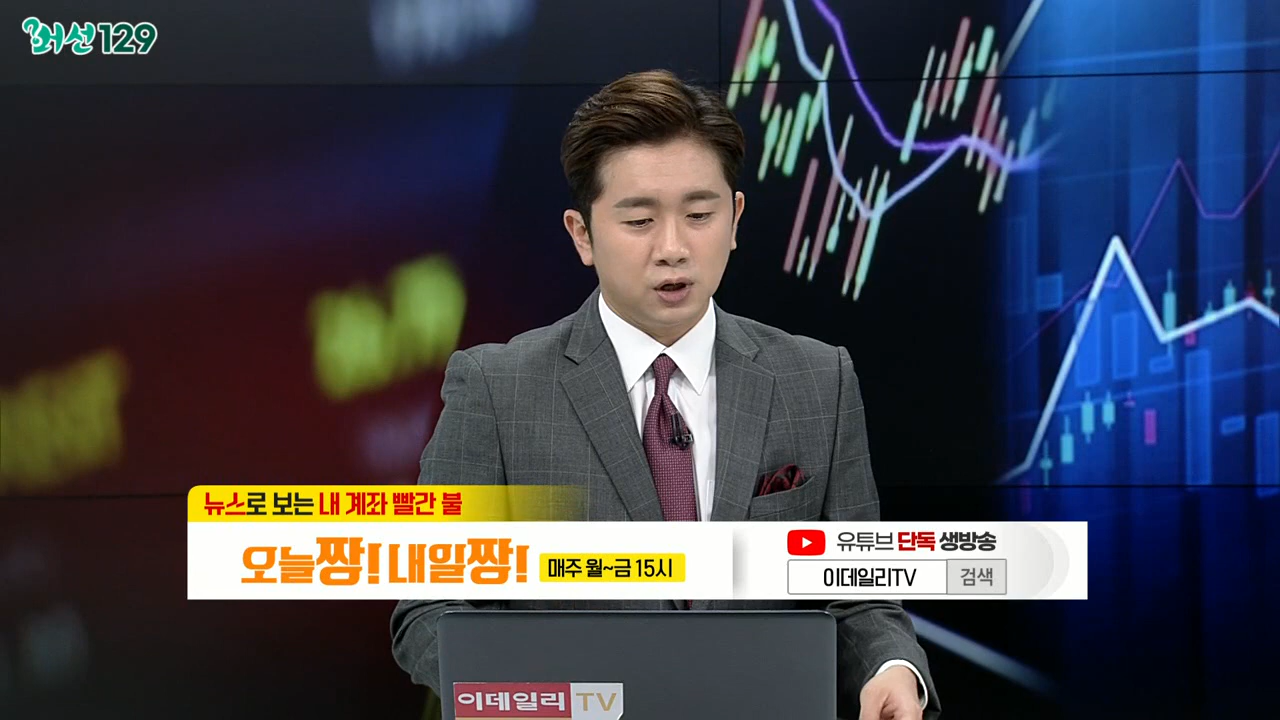 머선129
뉴스로 보는 내 계좌 빨간 불
오늘짱! 내일짱!
매주 월~금 15시
유튜브 단독 생방송
이데일리TV 검색
이데일리TV